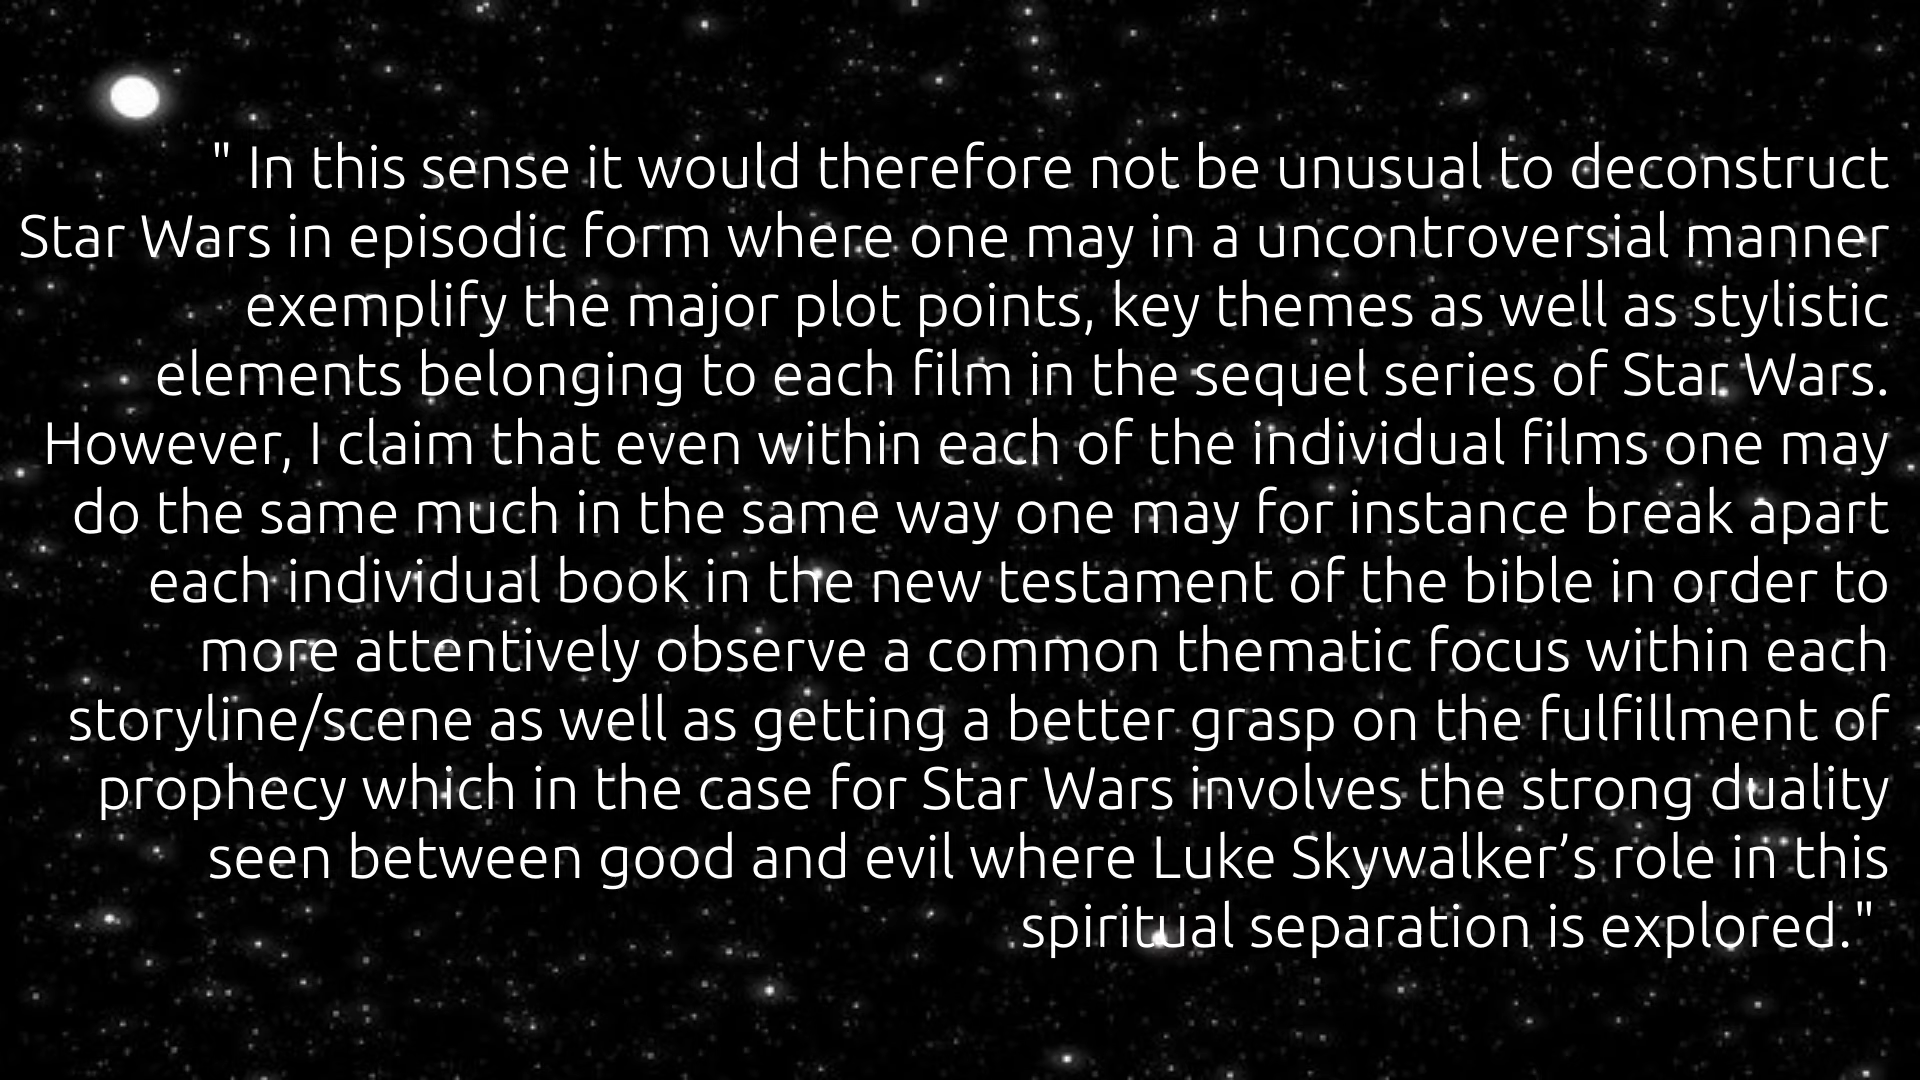 " In this sense it would therefore not be unusual to deconstruct
Star Wars in episodic form where one may in a uncontroversial manner
exemplify the major plot points, key themes as well as stylistic
elements belonging to each film in the sequel series of Star Wars.
However, I claim that even within each of the individual films one may
do the same much in the same way one may for instance break apart
each individual book in the new testament of the bible in order to
more attentively observe a common thematic focus within each
storyline/scene as well as getting a better grasp on the fulfillment of
prophecy which in the case for Star Wars involves the strong duality
seen between good and evil where Luke Skywalker’s role in this
spiritual separation is explored."